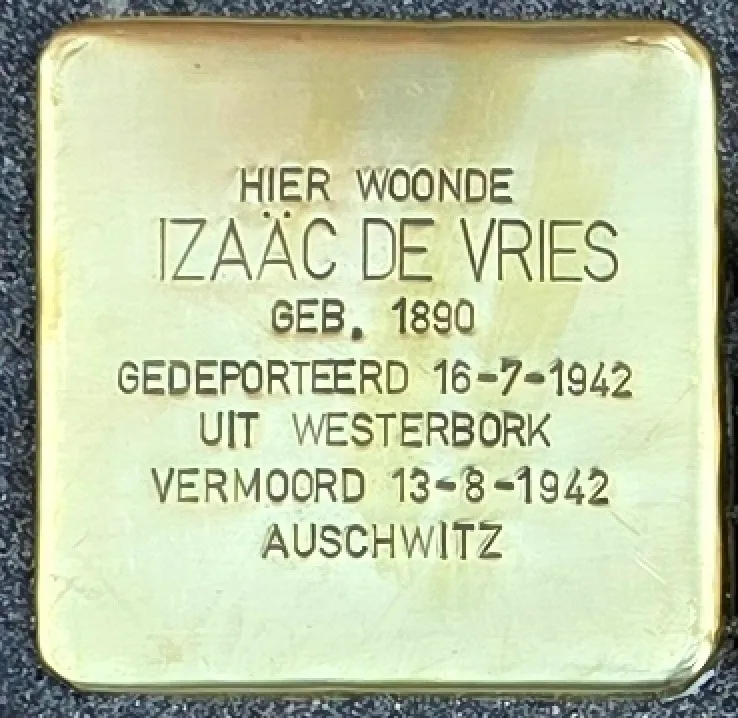 HIER WOONDE
IZAÄC DE VRIES
GEB. 1890
GEDEPORTEERD 16-7-1942
UIT WESTERBORK
VERMOORD 13-8-1942
AUSCHWITZ